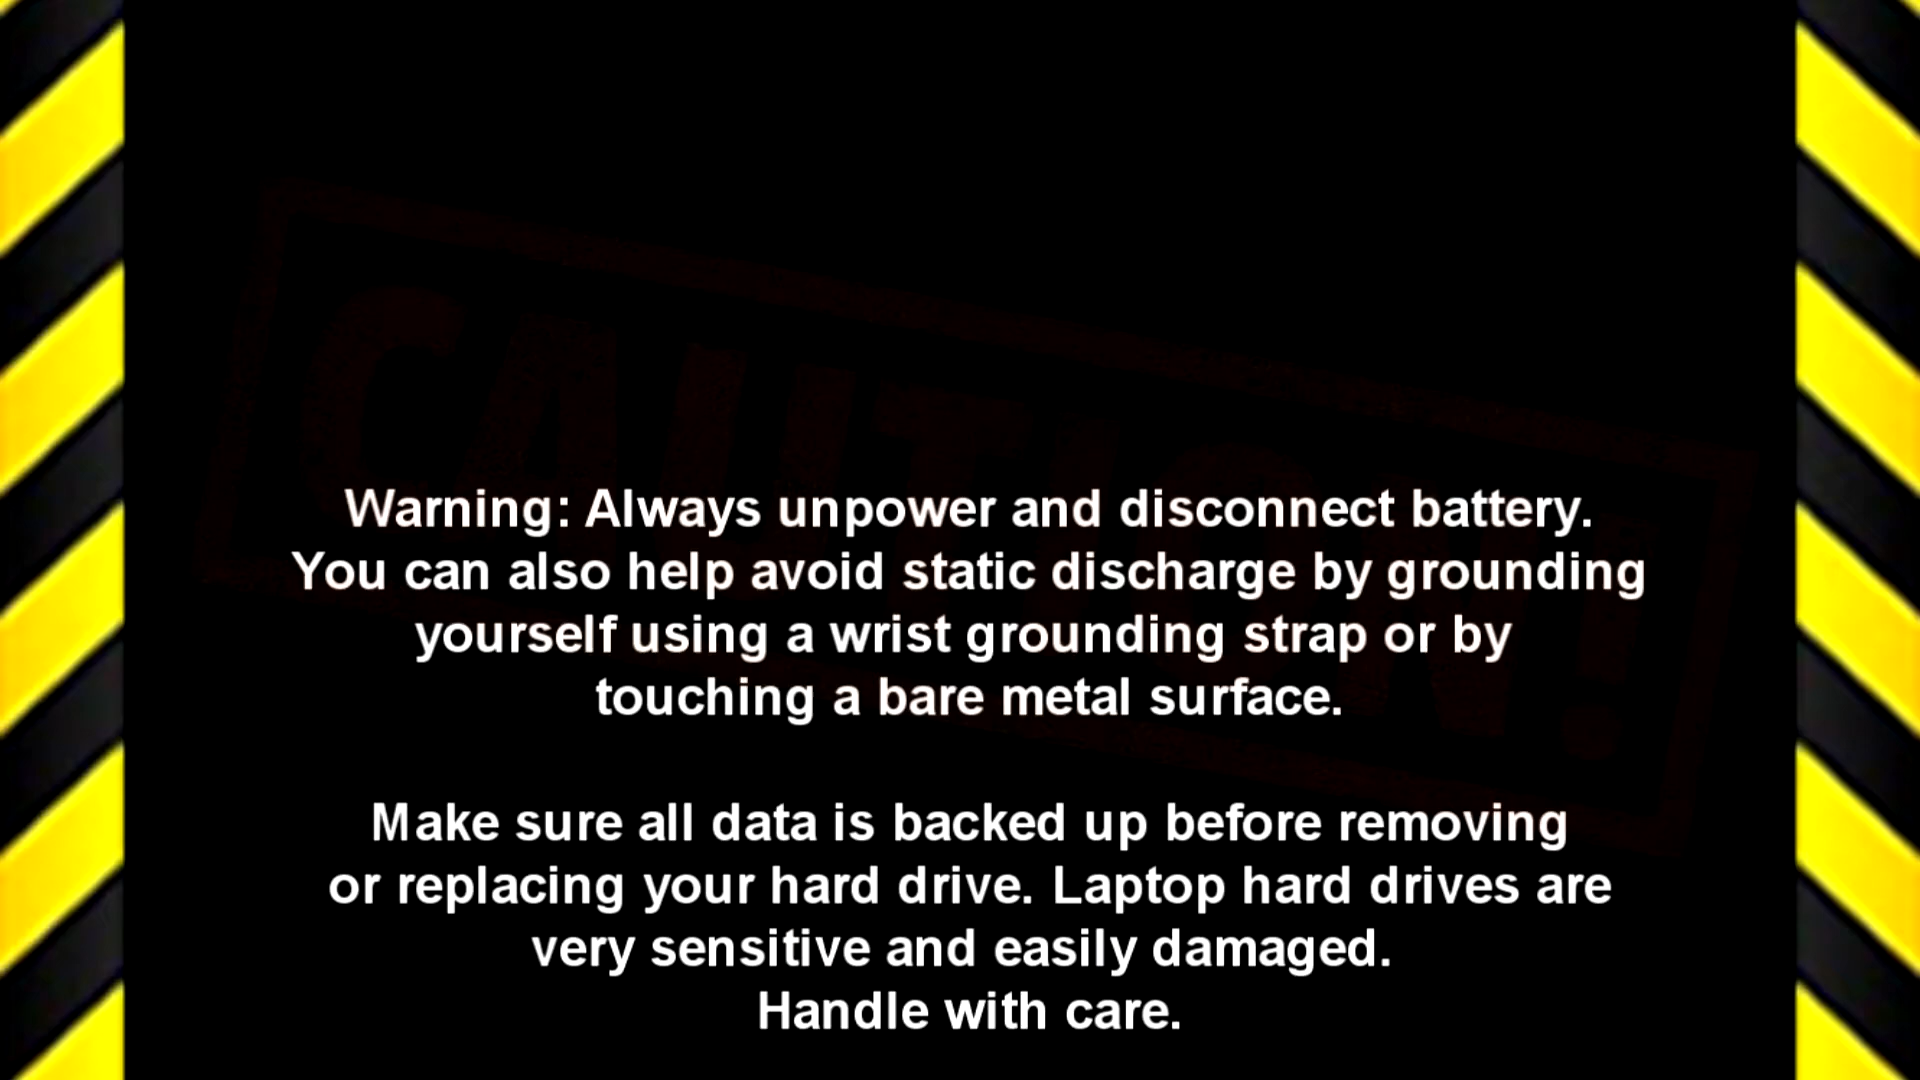 CAUTION!
Warning: Always unpower and disconnect battery.
You can also help avoid static discharge by grounding
yourself using a wrist grounding strap or by
touching a bare metal surface.
Make sure all data is backed up before removing
or replacing your hard drive. Laptop hard drives are
very sensitive and easily damaged.
Handle with care.